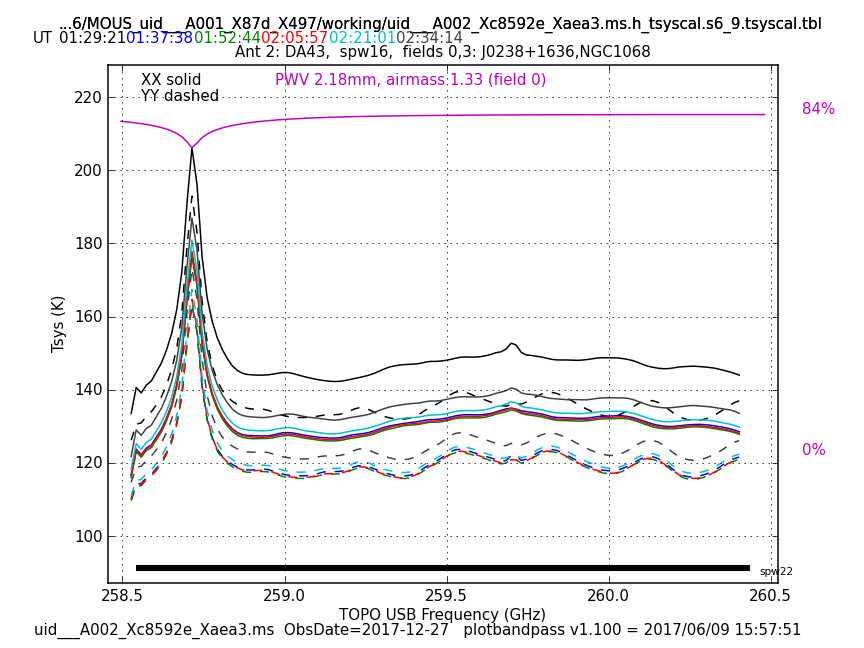 ...6/MOUS_uid___A001_X87d_X497/working/uid___A002_Xc8592e_Xaea3.ms.h_tsyscal.s6_9.tsyscal.tbl
UT 01:29:21 01:37:38 01:52:44 02:05:57 02:21:01 02:34:14
Ant 2: DA43, spw16, fields 0,3: J0238+1636,NGC1068
XX solid PWV 2.18mm, airmass 1.33 (field 0)
YY dashed
84%
0%
220
200
180
160
140
120
100
Tsys (K)
spw22
258.5 259.0 259.5 260.0 260.5
TOPO USB Frequency (GHz)
uid___A002_Xc8592e_Xaea3.ms ObsDate=2017-12-27 plotbandpass v1.100 = 2017/06/09 15:57:51